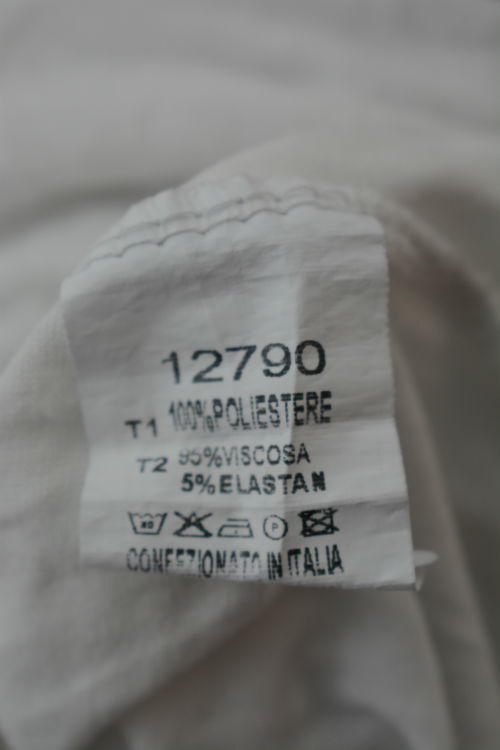 12790
T1 100%POLIESTERE
T2 95%VISCOSA
5%ELASTAN
P
CONFEZIONATO IN ITALIA